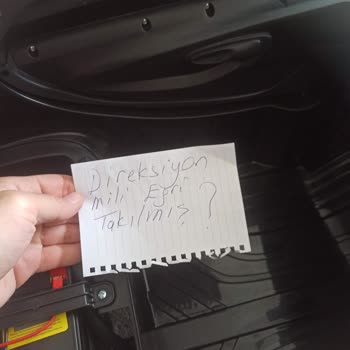 Direksiyon
mili Eğri
Takılmış ?